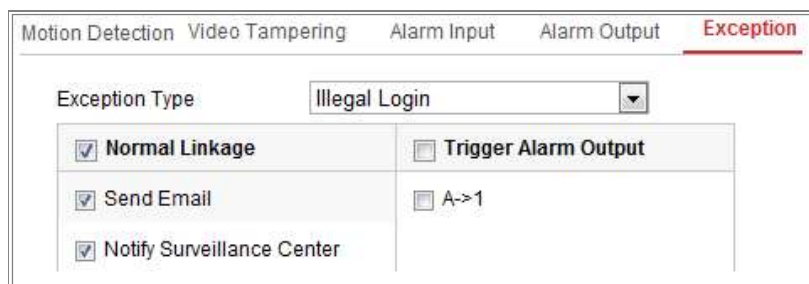 Motion Detection Video Tampering Alarm Input Alarm Output Exception
Exception Type Illegal Login
Normal Linkage Trigger Alarm Output
Send Email A->1
Notify Surveillance Center